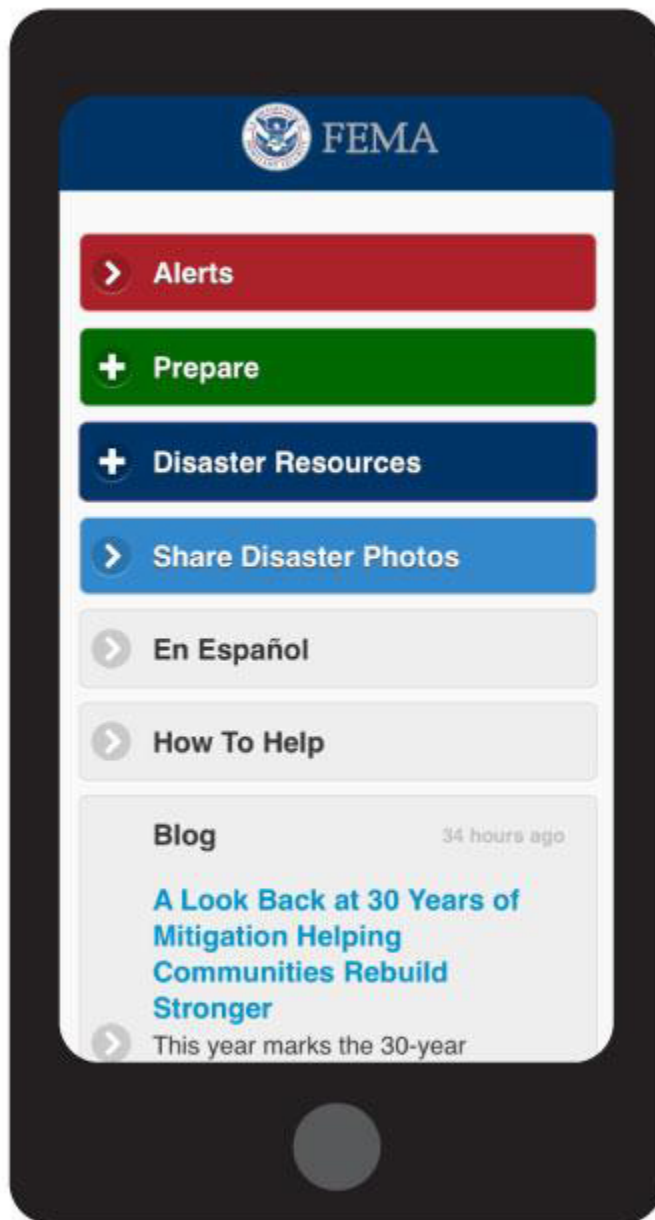 FEMA
Alerts
Prepare
Disaster Resources
Share Disaster Photos
En Español
How To Help
Blog
34 hours ago
A Look Back at 30 Years of
Mitigation Helping
Communities Rebuild
Stronger
This year marks the 30-year